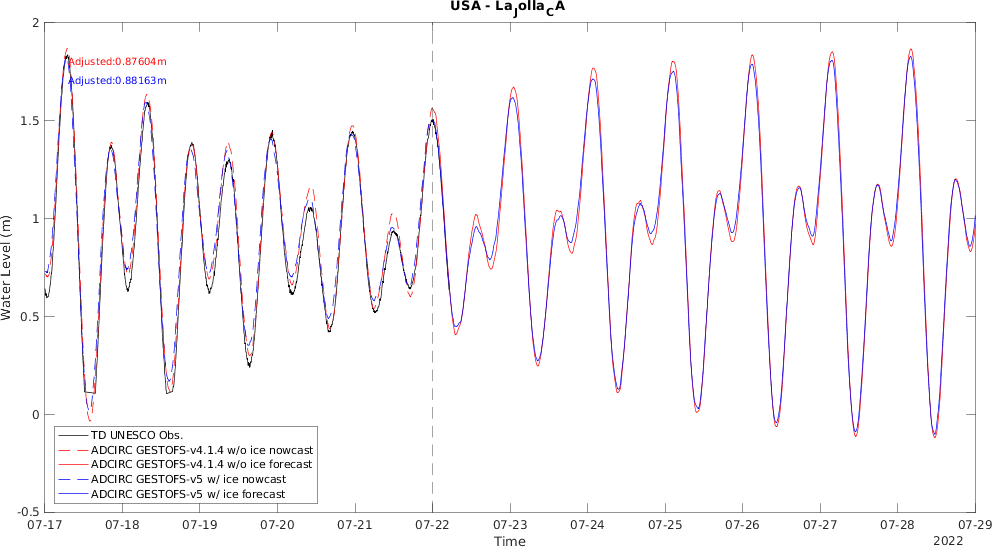 USA - LaJollaCA
Adjusted:0.87604m
Adjusted:0.88163m
Water Level (m)
2
1.5
1
0.5
0
-0.5
TD UNESCO Obs.
ADCIRC GESTOFS-v4.1.4 w/o ice nowcast
ADCIRC GESTOFS-v4.1.4 w/o ice forecast
ADCIRC GESTOFS-v5 w/ ice nowcast
ADCIRC GESTOFS-v5 w/ ice forecast
07-17 07-18 07-19 07-20 07-21 07-22 07-23 07-24 07-25 07-26 07-27 07-28 07-29
Time
2022